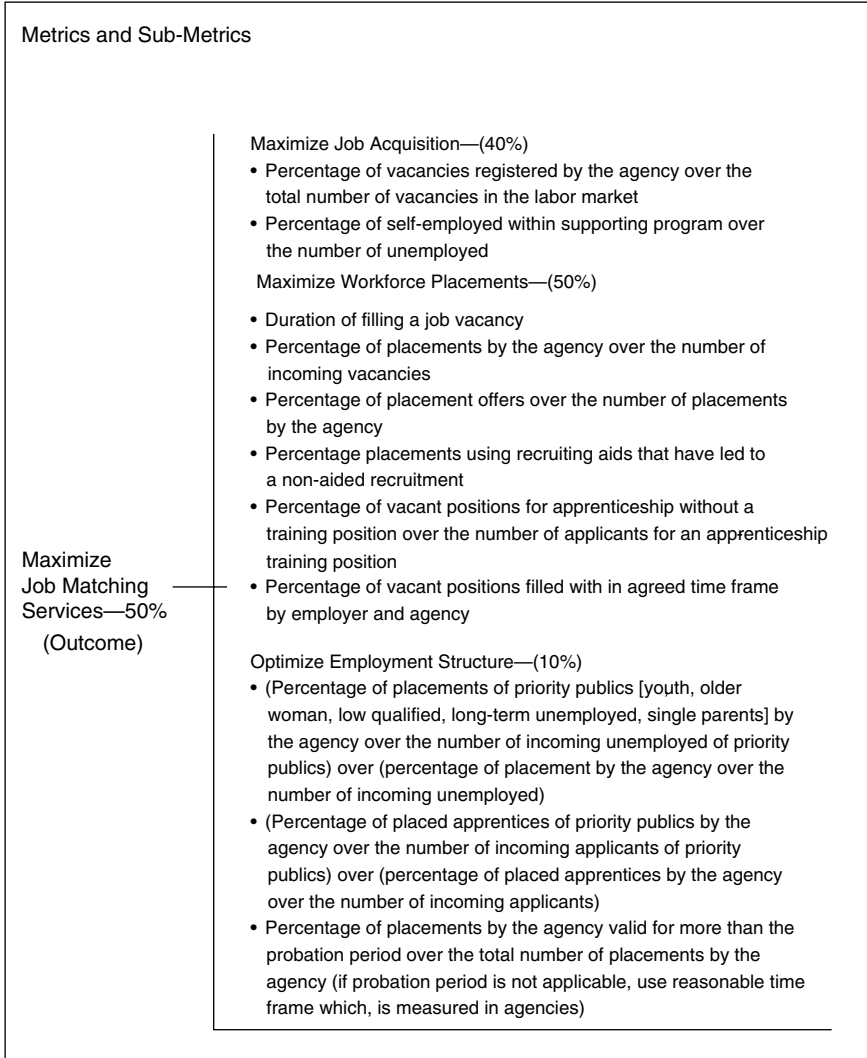 Metrics and Sub-Metrics
Maximize Job Acquisition—(40%)
• Percentage of vacancies registered by the agency over the
total number of vacancies in the labor market
• Percentage of self-employed within supporting program over
the number of unemployed
Maximize Workforce Placements—(50%)
• Duration of filling a job vacancy
• Percentage of placements by the agency over the number of
incoming vacancies
• Percentage of placement offers over the number of placements
by the agency
• Percentage placements using recruiting aids that have led to
a non-aided recruitment
• Percentage of vacant positions for apprenticeship without a
training position over the number of applicants for an apprenticeship
training position
• Percentage of vacant positions filled with in agreed time frame
by employer and agency
Maximize
Job Matching
Services—50%
(Outcome)
Optimize Employment Structure—(10%)
• (Percentage of placements of priority publics [youth, older
woman, low qualified, long-term unemployed, single parents] by
the agency over the number of incoming unemployed of priority
publics) over (percentage of placement by the agency over the
number of incoming unemployed)
• (Percentage of placed apprentices of priority publics by the
agency over the number of incoming applicants of priority
publics) over (percentage of placed apprentices by the agency
over the number of incoming applicants)
• Percentage of placements by the agency valid for more than the
probation period over the total number of placements by the
agency (if probation period is not applicable, use reasonable time
frame which, is measured in agencies)